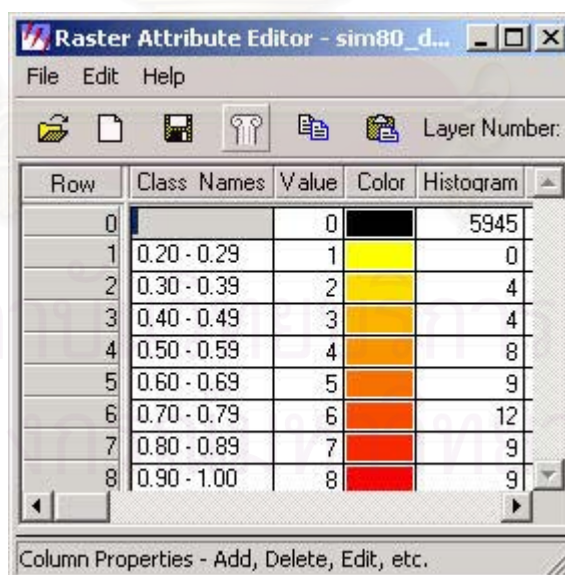 Raster Attribute Editor - sim80_d...
File Edit Help
Layer Number:
Row Class Names Value Color Histogram
0 0 5945
1 0.20 - 0.29 1 0
2 0.30 - 0.39 2 4
3 0.40 - 0.49 3 4
4 0.50 - 0.59 4 8
5 0.60 - 0.69 5 9
6 0.70 - 0.79 6 12
7 0.80 - 0.89 7 9
8 0.90 - 1.00 8 9
Column Properties - Add, Delete, Edit, etc.